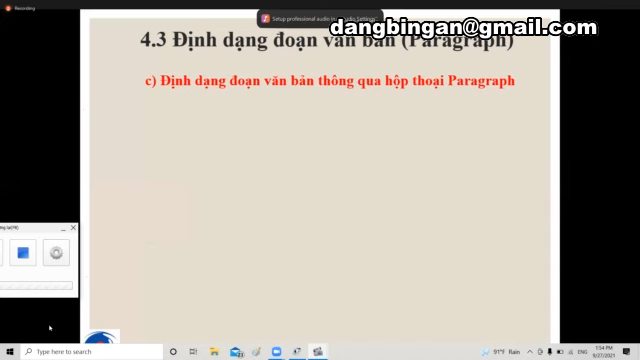 Recording
Setup professional audio in
dangbingan@gmail.com
4.3 Định dạng đoạn văn bản (Paragraph)
c) Định dạng đoạn văn bản thông qua hộp thoại Paragraph
Type here to search
91°F Rain
ENG
1:54 PM
9/27/2021